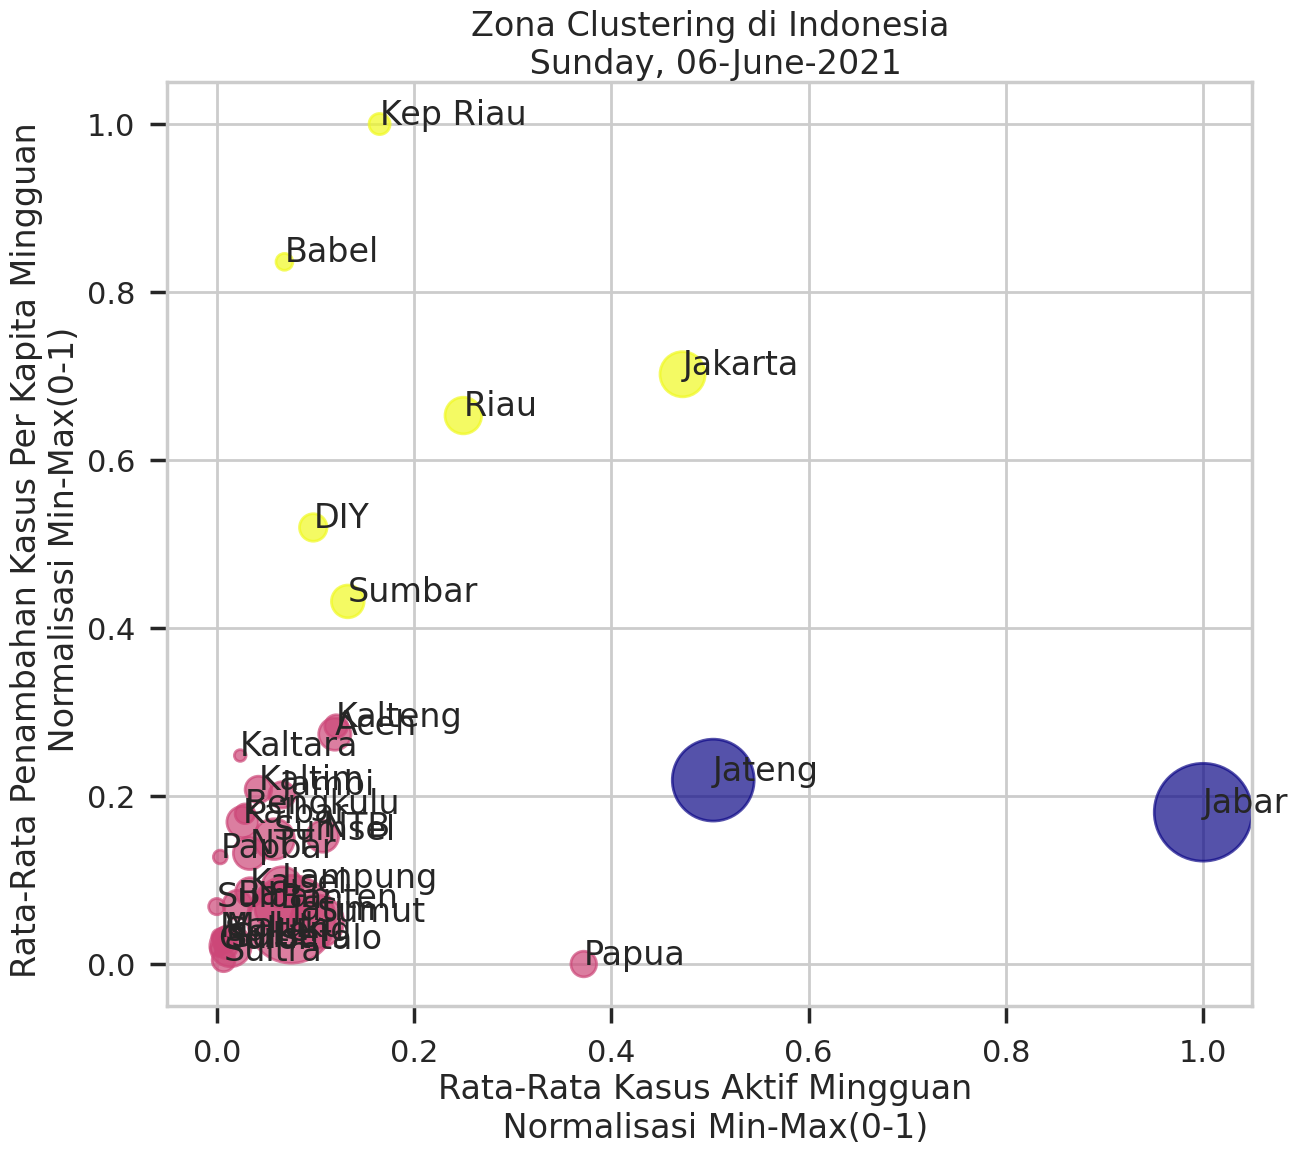 Zona Clustering di Indonesia
Sunday, 06-June-2021
Rata-Rata Penambahan Kasus Per Kapita Mingguan
Normalisasi Min-Max(0-1)
1.0
0.8
0.6
0.4
0.2
0.0
Kep Riau
Babel
Jakarta
Riau
DIY
Sumbar
Kalteng
Aceh
Kaltara
Jateng
Kaltim
Jambi
Jabar
Bengkulu
Kalbar
NTB
Sumsel
NTT
Papbar
Lampung
Kalsel
Banten
Sumut
Sultra
Papua
0.0 0.2 0.4 0.6 0.8 1.0
Rata-Rata Kasus Aktif Mingguan
Normalisasi Min-Max(0-1)